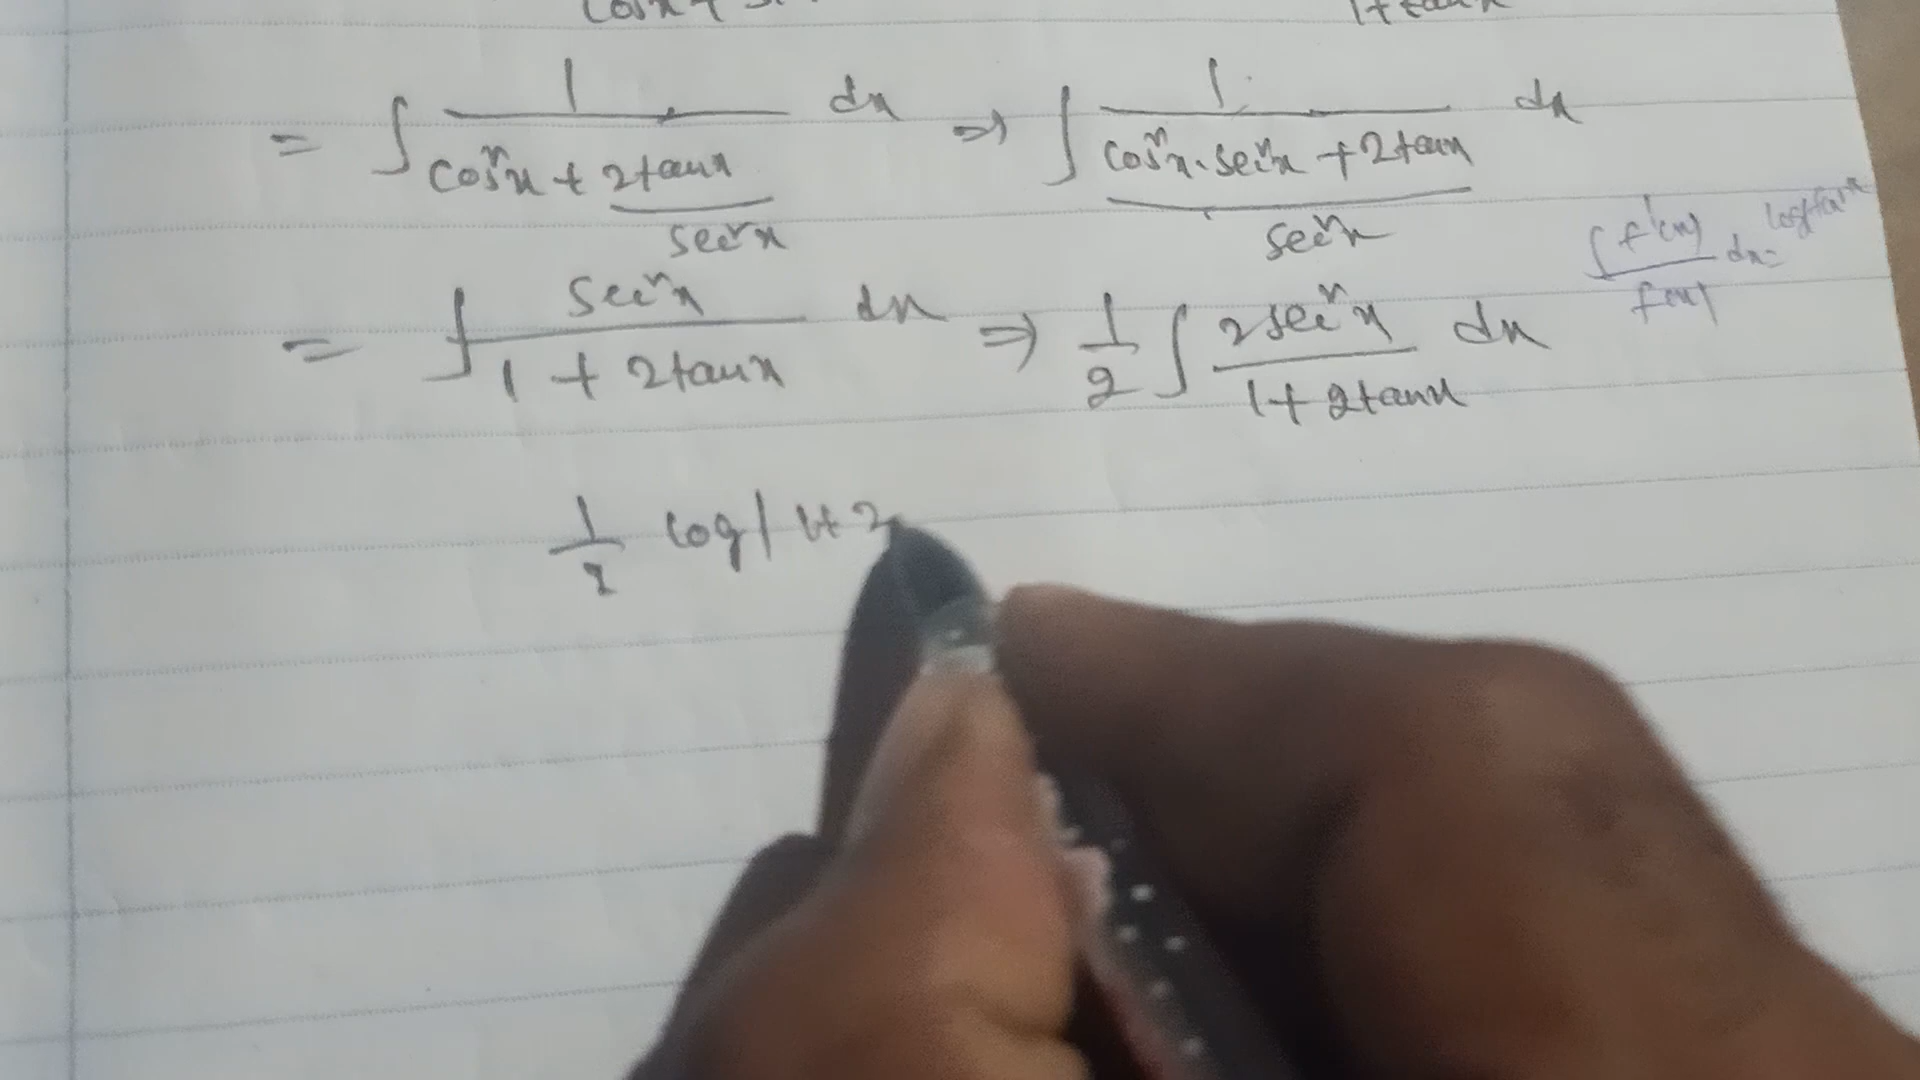 = ∫ 1 / (cos²x + 2tanx / sec²x) dx ⇒ ∫ 1 / ((cos²x · sec²x + 2tanx) / sec²x) dx
∫ f'(x) / f(x) dx =
= ∫ sec²x / (1 + 2tanx) dx ⇒ 1/2 ∫ 2sec²x / (1 + 2tanx) dx
1/2 log | 1+2